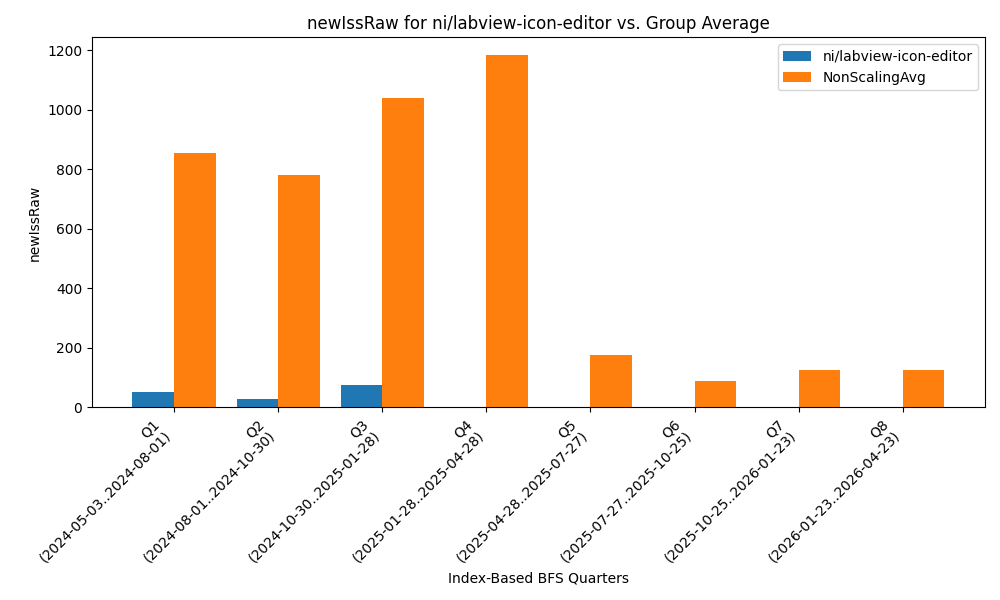 newIssRaw for ni/labview-icon-editor vs. Group Average
ni/labview-icon-editor
NonScalingAvg
newIssRaw
1200
1000
800
600
400
200
0
Q1
(2024-05-03..2024-08-01)
Q2
(2024-08-01..2024-10-30)
Q3
(2024-10-30..2025-01-28)
Q4
(2025-01-28..2025-04-28)
Q5
(2025-04-28..2025-07-27)
Q6
(2025-07-27..2025-10-25)
Q7
(2025-10-25..2026-01-23)
Q8
(2026-01-23..2026-04-23)
Index-Based BFS Quarters